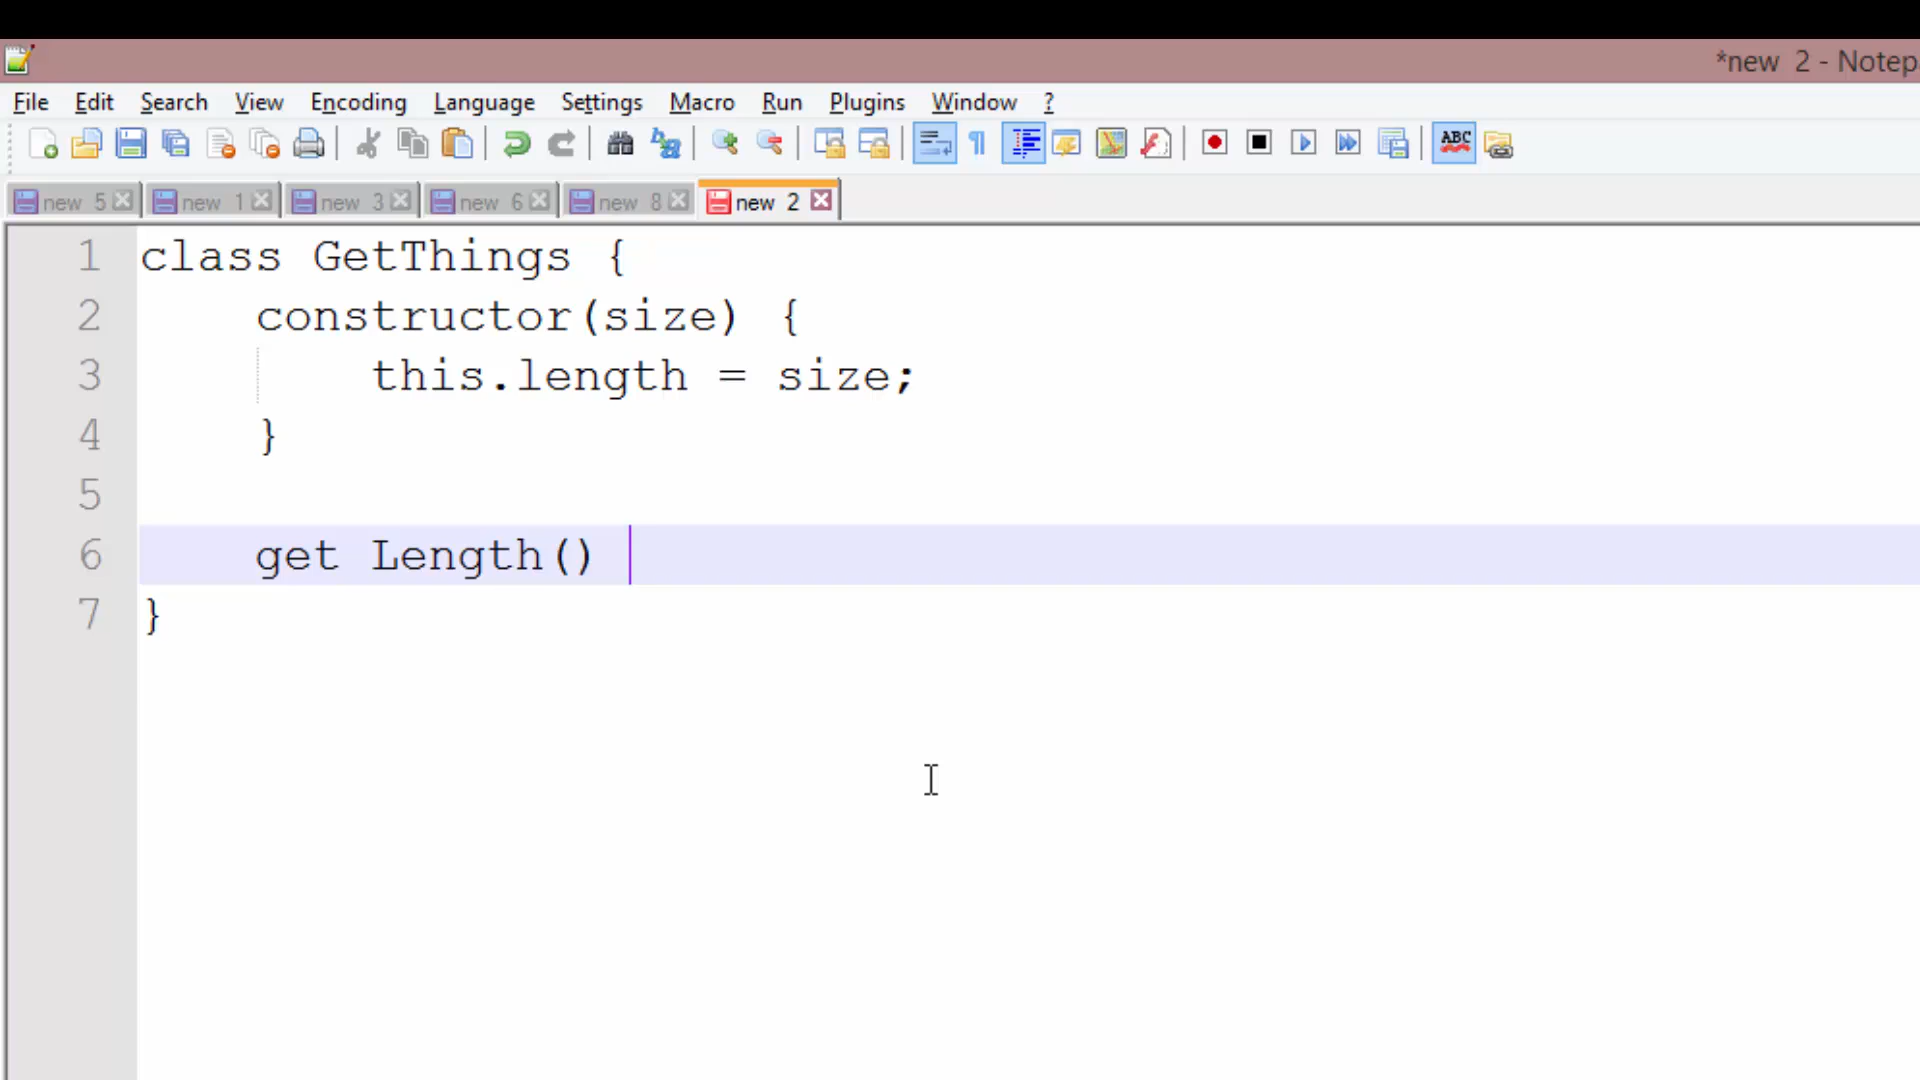 *new 2 - Notep
File Edit Search View Encoding Language Settings Macro Run Plugins Window ?
ABC
new 5 new 1 new 3 new 6 new 8 new 2
1 class GetThings {
2 constructor(size) {
3 this.length = size;
4 }
5
6 get Length()
7 }